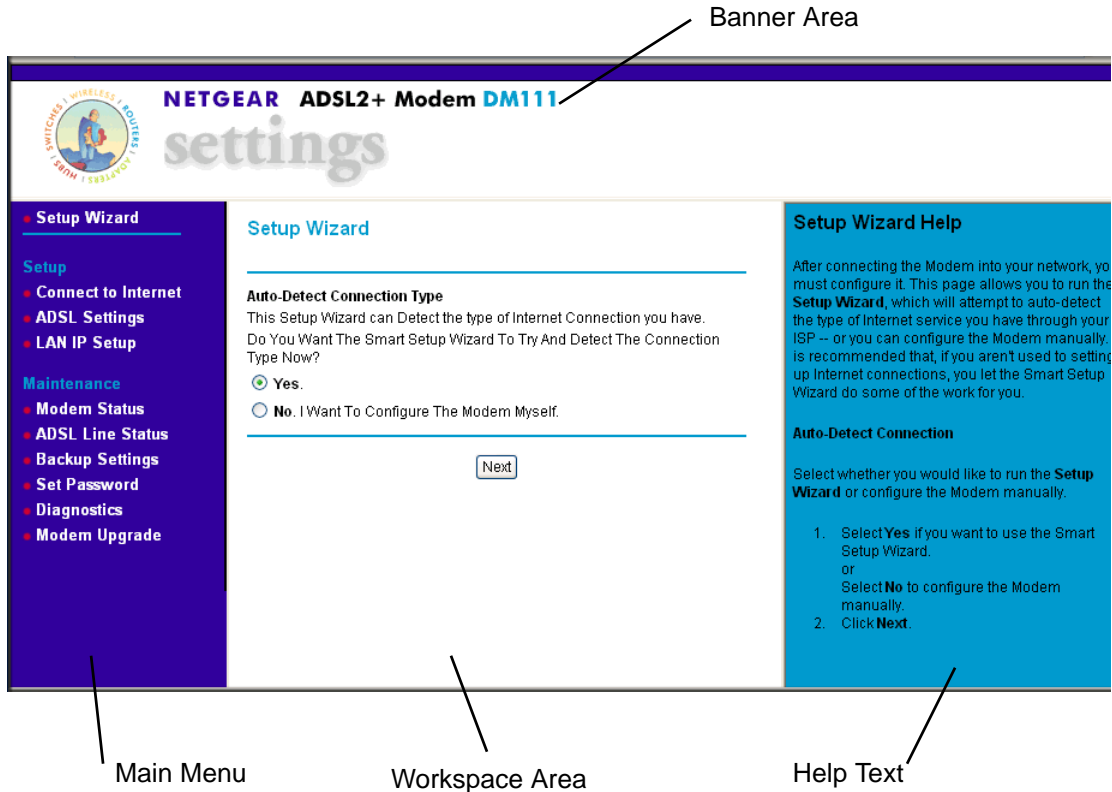 Banner Area
SWITCHES | WIRELESS | ROUTERS | ADAPTERS | HUBS
NETGEAR ADSL2+ Modem DM111
settings
Setup Wizard
Setup
Connect to Internet
ADSL Settings
LAN IP Setup
Maintenance
Modem Status
ADSL Line Status
Backup Settings
Set Password
Diagnostics
Modem Upgrade
Setup Wizard
Auto-Detect Connection Type
This Setup Wizard can Detect the type of Internet Connection you have.
Do You Want The Smart Setup Wizard To Try And Detect The Connection
Type Now?
Yes.
No. I Want To Configure The Modem Myself.
Next
Setup Wizard Help
After connecting the Modem into your network, yo
must configure it. This page allows you to run the
Setup Wizard, which will attempt to auto-detect
the type of Internet service you have through your
ISP -- or you can configure the Modem manually.
is recommended that, if you aren't used to setting
up Internet connections, you let the Smart Setup
Wizard do some of the work for you.
Auto-Detect Connection
Select whether you would like to run the Setup
Wizard or configure the Modem manually.
1. Select Yes if you want to use the Smart
Setup Wizard.
or
Select No to configure the Modem
manually.
2. Click Next.
Main Menu
Workspace Area
Help Text